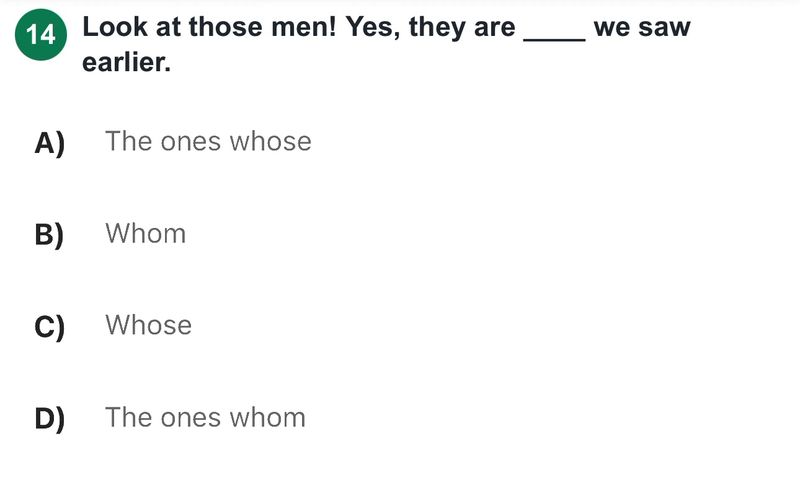 14 Look at those men! Yes, they are ____ we saw
earlier.
A) The ones whose
B) Whom
C) Whose
D) The ones whom